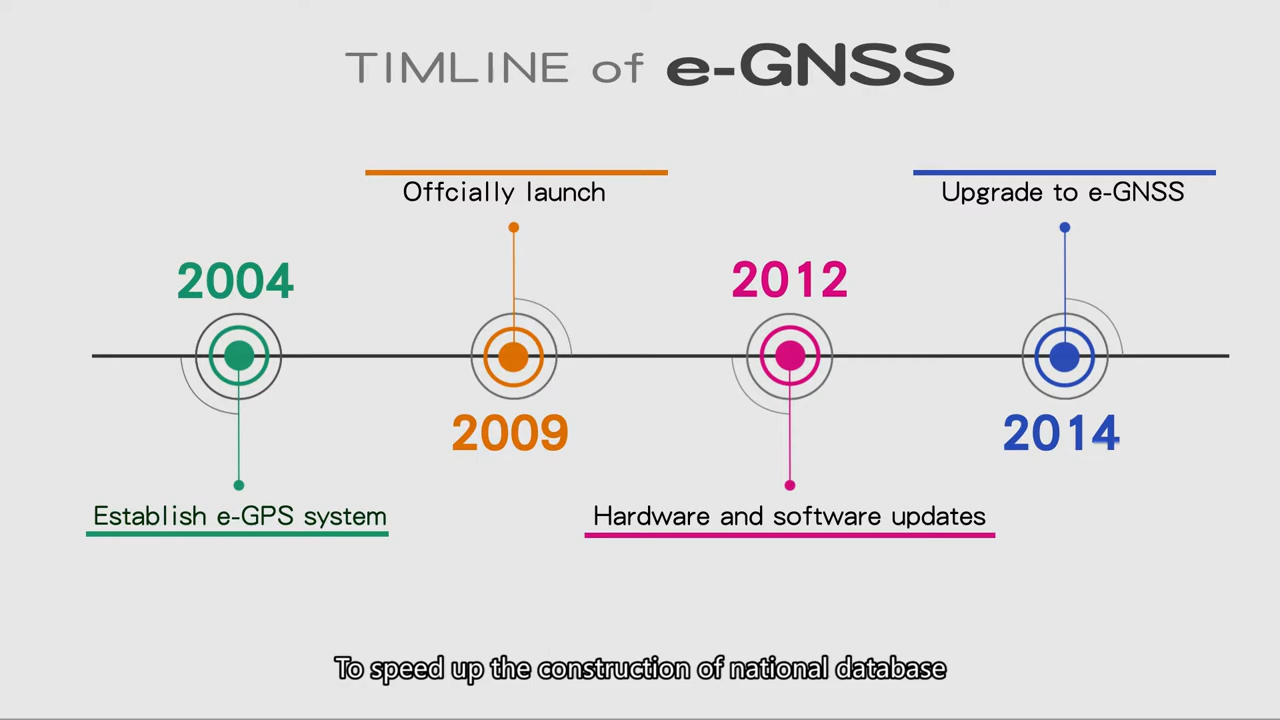 TIMLINE of e-GNSS
Offcially launch
Upgrade to e-GNSS
2004
2012
2009
2014
Establish e-GPS system
Hardware and software updates
To speed up the construction of national database